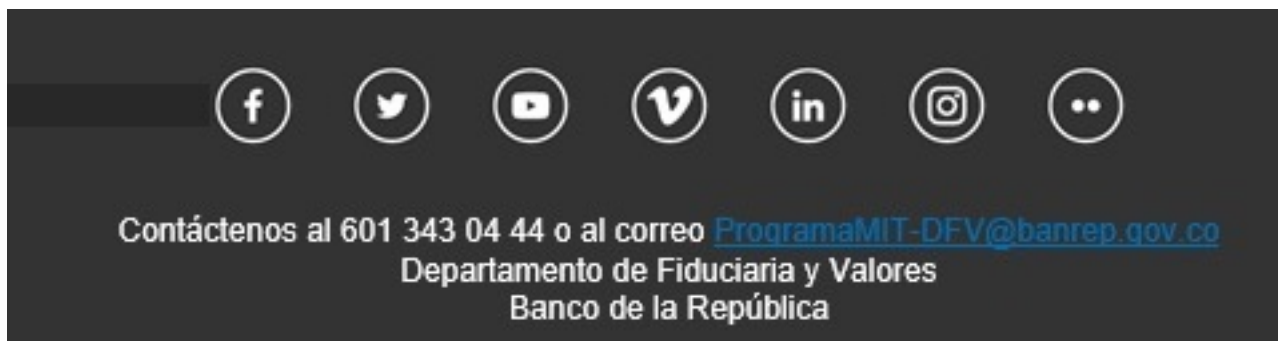 Contáctenos al 601 343 04 44 o al correo ProgramaMIT-DFV@banrep.gov.co
Departamento de Fiduciaria y Valores
Banco de la República